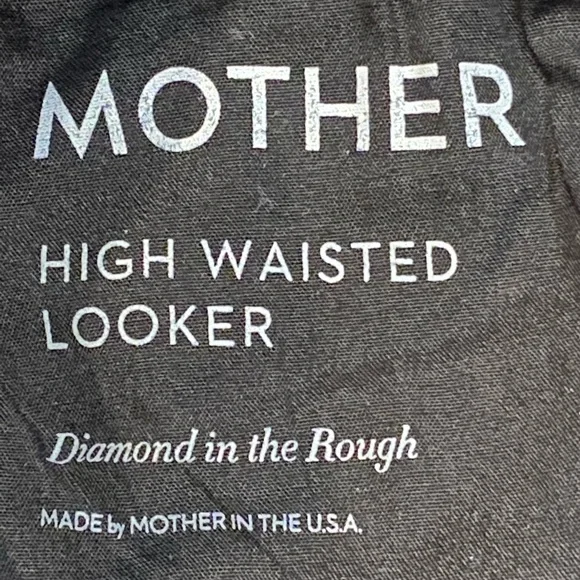 MOTHER
HIGH WAISTED
LOOKER
Diamond in the Rough
MADE by MOTHER IN THE U.S.A.